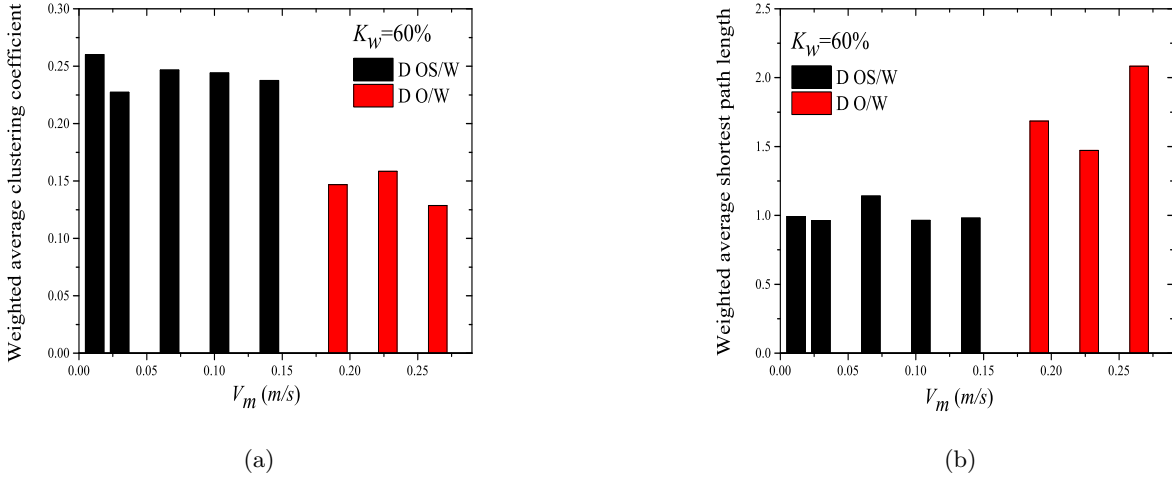 Weighted average clustering coefficient
0.30
0.25
0.20
0.15
0.10
0.05
0.00
K_w=60%
D OS/W
D O/W
0.00 0.05 0.10 0.15 0.20 0.25
V_m (m/s)
(a)
Weighted average shortest path length
2.5
2.0
1.5
1.0
0.5
0.0
K_w=60%
D OS/W
D O/W
0.00 0.05 0.10 0.15 0.20 0.25
V_m (m/s)
(b)